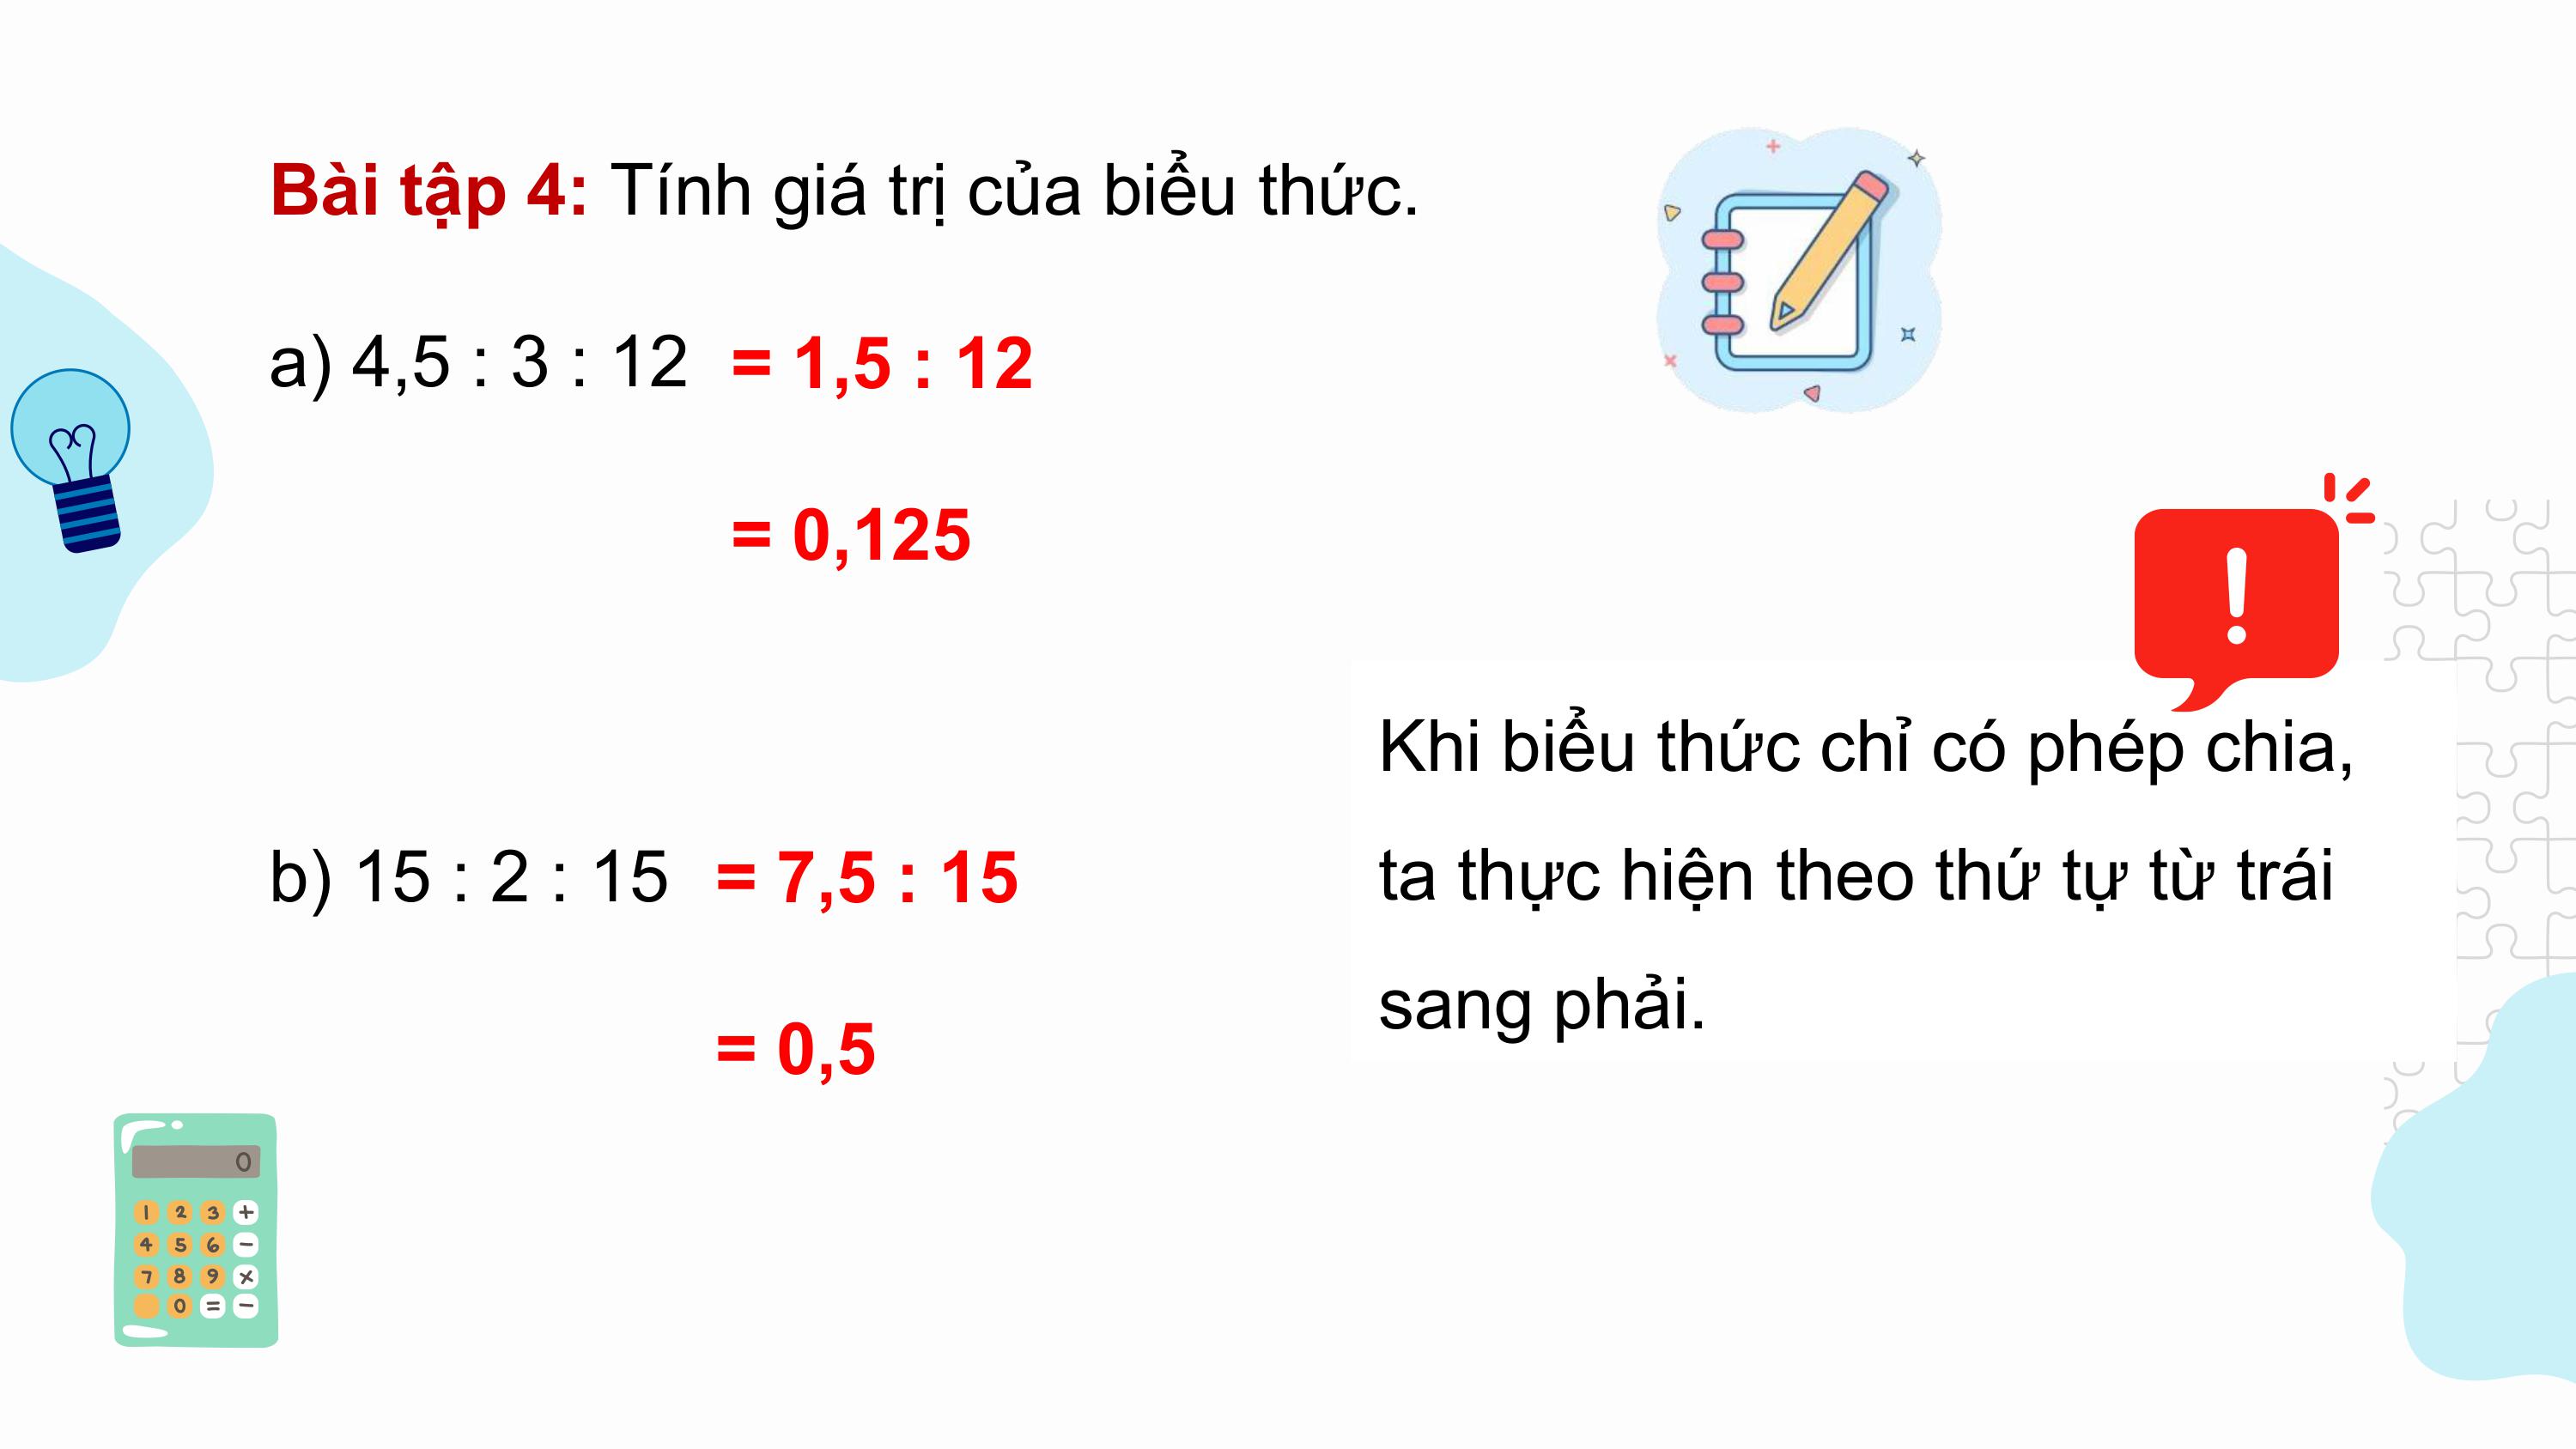 Bài tập 4: Tính giá trị của biểu thức.
a) 4,5 : 3 : 12 = 1,5 : 12
= 0,125
!
Khi biểu thức chỉ có phép chia,
ta thực hiện theo thứ tự từ trái
sang phải.
b) 15 : 2 : 15 = 7,5 : 15
= 0,5
0
1 2 3 +
4 5 6 −
7 8 9 ×
0 = −